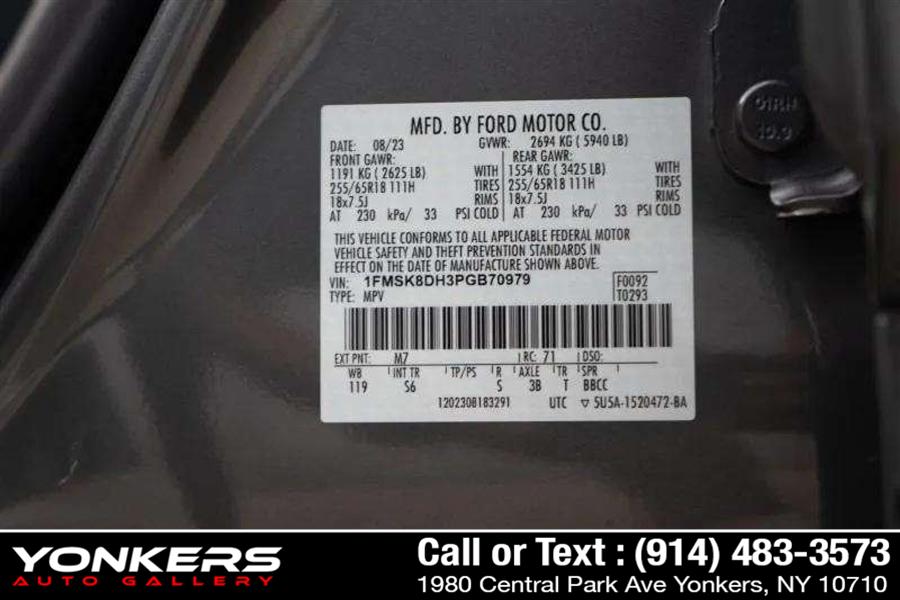 MFD. BY FORD MOTOR CO.
DATE: 08/23 GVWR: 2694 KG ( 5940 LB)
FRONT GAWR: REAR GAWR:
1191 KG ( 2625 LB) WITH 1554 KG ( 3425 LB) WITH
255/65R18 111H TIRES 255/65R18 111H TIRES
18x7.5J RIMS 18x7.5J RIMS
AT 230 kPa/ 33 PSI COLD AT 230 kPa/ 33 PSI COLD
THIS VEHICLE CONFORMS TO ALL APPLICABLE FEDERAL MOTOR
VEHICLE SAFETY AND THEFT PREVENTION STANDARDS IN
EFFECT ON THE DATE OF MANUFACTURE SHOWN ABOVE.
VIN: 1FMSK8DH3PGB70979 F0092
TYPE: MPV T0293
EXT PNT: M7 RC: 71 DSO:
WB INT TR TP/PS R AXLE TR SPR
119 S6 S 3B T BBCC
1202308183291 UTC ▽ 5U5A-1520472-BA
YONKERS
AUTO GALLERY
Call or Text : (914) 483-3573
1980 Central Park Ave Yonkers, NY 10710